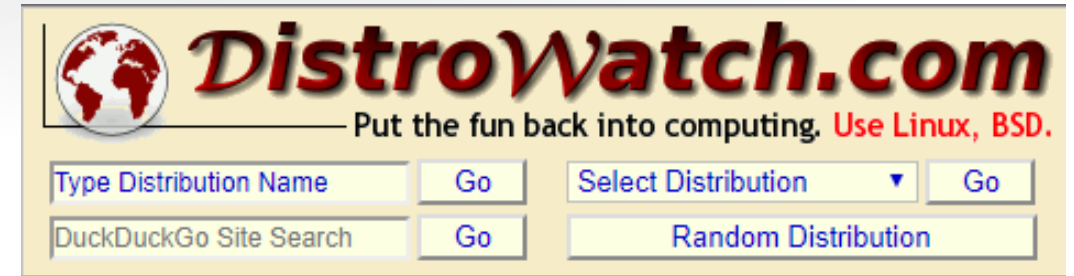 DistroWatch.com
Put the fun back into computing. Use Linux, BSD.
Type Distribution Name Go Select Distribution Go
DuckDuckGo Site Search Go Random Distribution